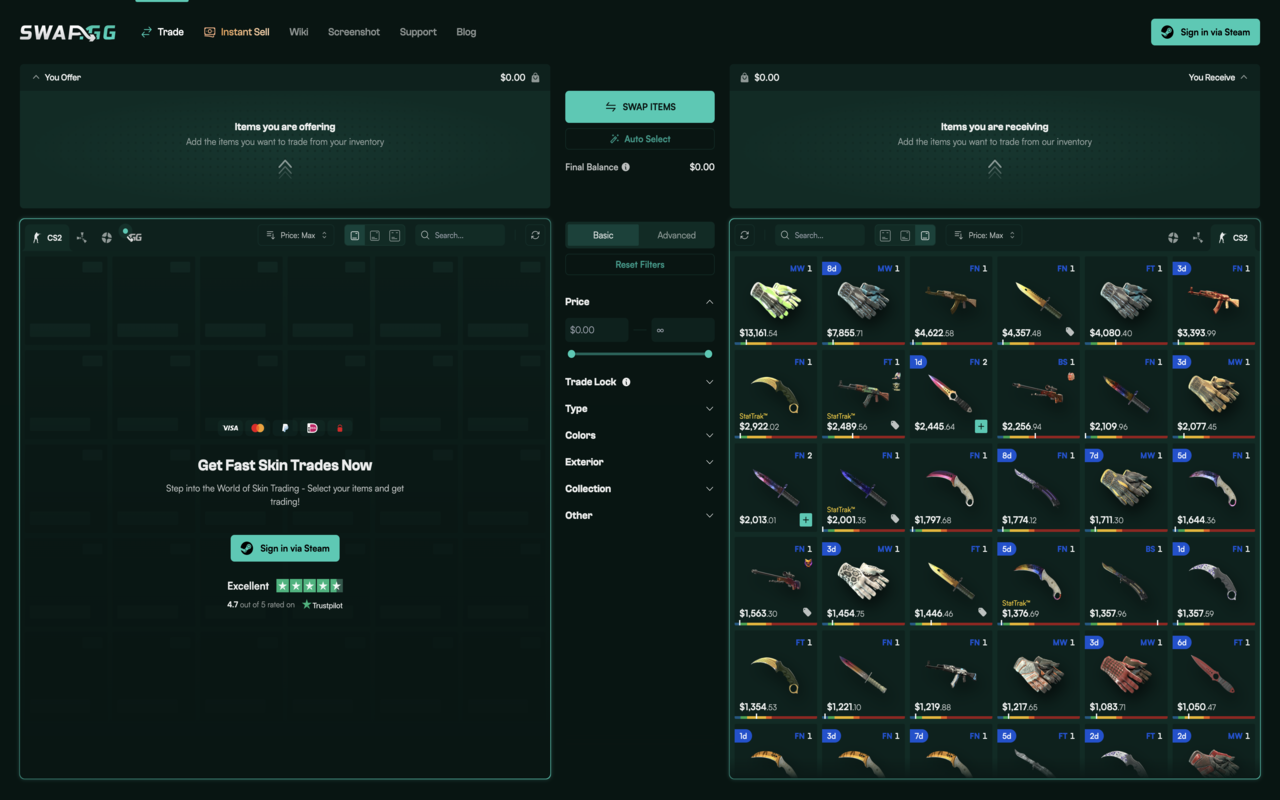 SWAP.GG
Trade
Instant Sell
Wiki
Screenshot
Support
Blog
Sign in via Steam
You Offer
$0.00
Items you are offering
Add the items you want to trade from your inventory
SWAP ITEMS
Auto Select
Final Balance
$0.00
$0.00
You Receive
Items you are receiving
Add the items you want to trade from our inventory
CS2
GG
Price: Max
Search...
VISA
Get Fast Skin Trades Now
Step into the World of Skin Trading - Select your items and get
trading!
Sign in via Steam
Excellent
4.7 out of 5 rated on Trustpilot
Basic
Advanced
Reset Filters
Price
$0.00
∞
Trade Lock
Type
Colors
Exterior
Collection
Other
Search...
Price: Max
CS2
MW 1
$13,161.54
8d MW 1
$7,855.71
FN 1
$4,622.58
FN 1
$4,357.48
FT 1
$4,080.40
3d FN 1
$3,393.99
FN 1
StatTrak™
$2,922.02
FT 1
StatTrak™
$2,489.56
1d FN 2
$2,445.64
+
BS 1
$2,256.94
FN 1
$2,109.96
3d MW 1
$2,077.45
FN 2
$2,013.01
+
FN 1
StatTrak™
$2,001.35
FN 1
$1,797.68
8d FN 1
$1,774.12
7d MW 1
$1,711.30
5d FN 1
$1,644.36
FN 1
$1,563.30
3d MW 1
$1,454.75
FT 1
$1,446.46
5d FN 1
StatTrak™
$1,376.69
BS 1
$1,357.96
1d FN 1
$1,357.59
FT 1
$1,354.53
FN 1
$1,221.10
FN 1
$1,219.88
MW 1
$1,217.65
3d MW 1
$1,083.71
6d FT 1
$1,050.47
1d FN 1
3d FN 1
7d FN 1
5d FT 1
2d FT 1
2d MW 1